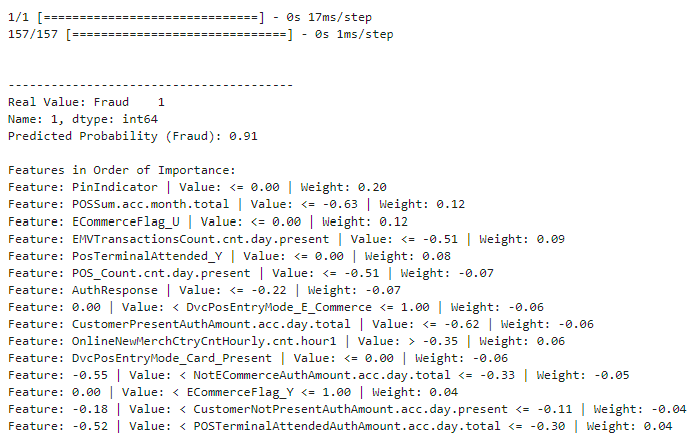 1/1 [==============================] - 0s 17ms/step
157/157 [==============================] - 0s 1ms/step
----------------------------------------
Real Value: Fraud    1
Name: 1, dtype: int64
Predicted Probability (Fraud): 0.91
Features in Order of Importance:
Feature: PinIndicator | Value: <= 0.00 | Weight: 0.20
Feature: POSSum.acc.month.total | Value: <= -0.63 | Weight: 0.12
Feature: ECommerceFlag_U | Value: <= 0.00 | Weight: 0.12
Feature: EMVTransactionsCount.cnt.day.present | Value: <= -0.51 | Weight: 0.09
Feature: PosTerminalAttended_Y | Value: <= 0.00 | Weight: 0.08
Feature: POS_Count.cnt.day.present | Value: <= -0.51 | Weight: -0.07
Feature: AuthResponse | Value: <= -0.22 | Weight: -0.07
Feature: 0.00 | Value: < DvcPosEntryMode_E_Commerce <= 1.00 | Weight: -0.06
Feature: CustomerPresentAuthAmount.acc.day.total | Value: <= -0.62 | Weight: -0.06
Feature: OnlineNewMerchCtryCntHourly.cnt.hour1 | Value: > -0.35 | Weight: 0.06
Feature: DvcPosEntryMode_Card_Present | Value: <= 0.00 | Weight: -0.06
Feature: -0.55 | Value: < NotECommerceAuthAmount.acc.day.total <= -0.33 | Weight: -0.05
Feature: 0.00 | Value: < ECommerceFlag_Y <= 1.00 | Weight: 0.04
Feature: -0.18 | Value: < CustomerNotPresentAuthAmount.acc.day.present <= -0.11 | Weight: -0.04
Feature: -0.52 | Value: < POSTerminalAttendedAuthAmount.acc.day.total <= -0.30 | Weight: 0.04